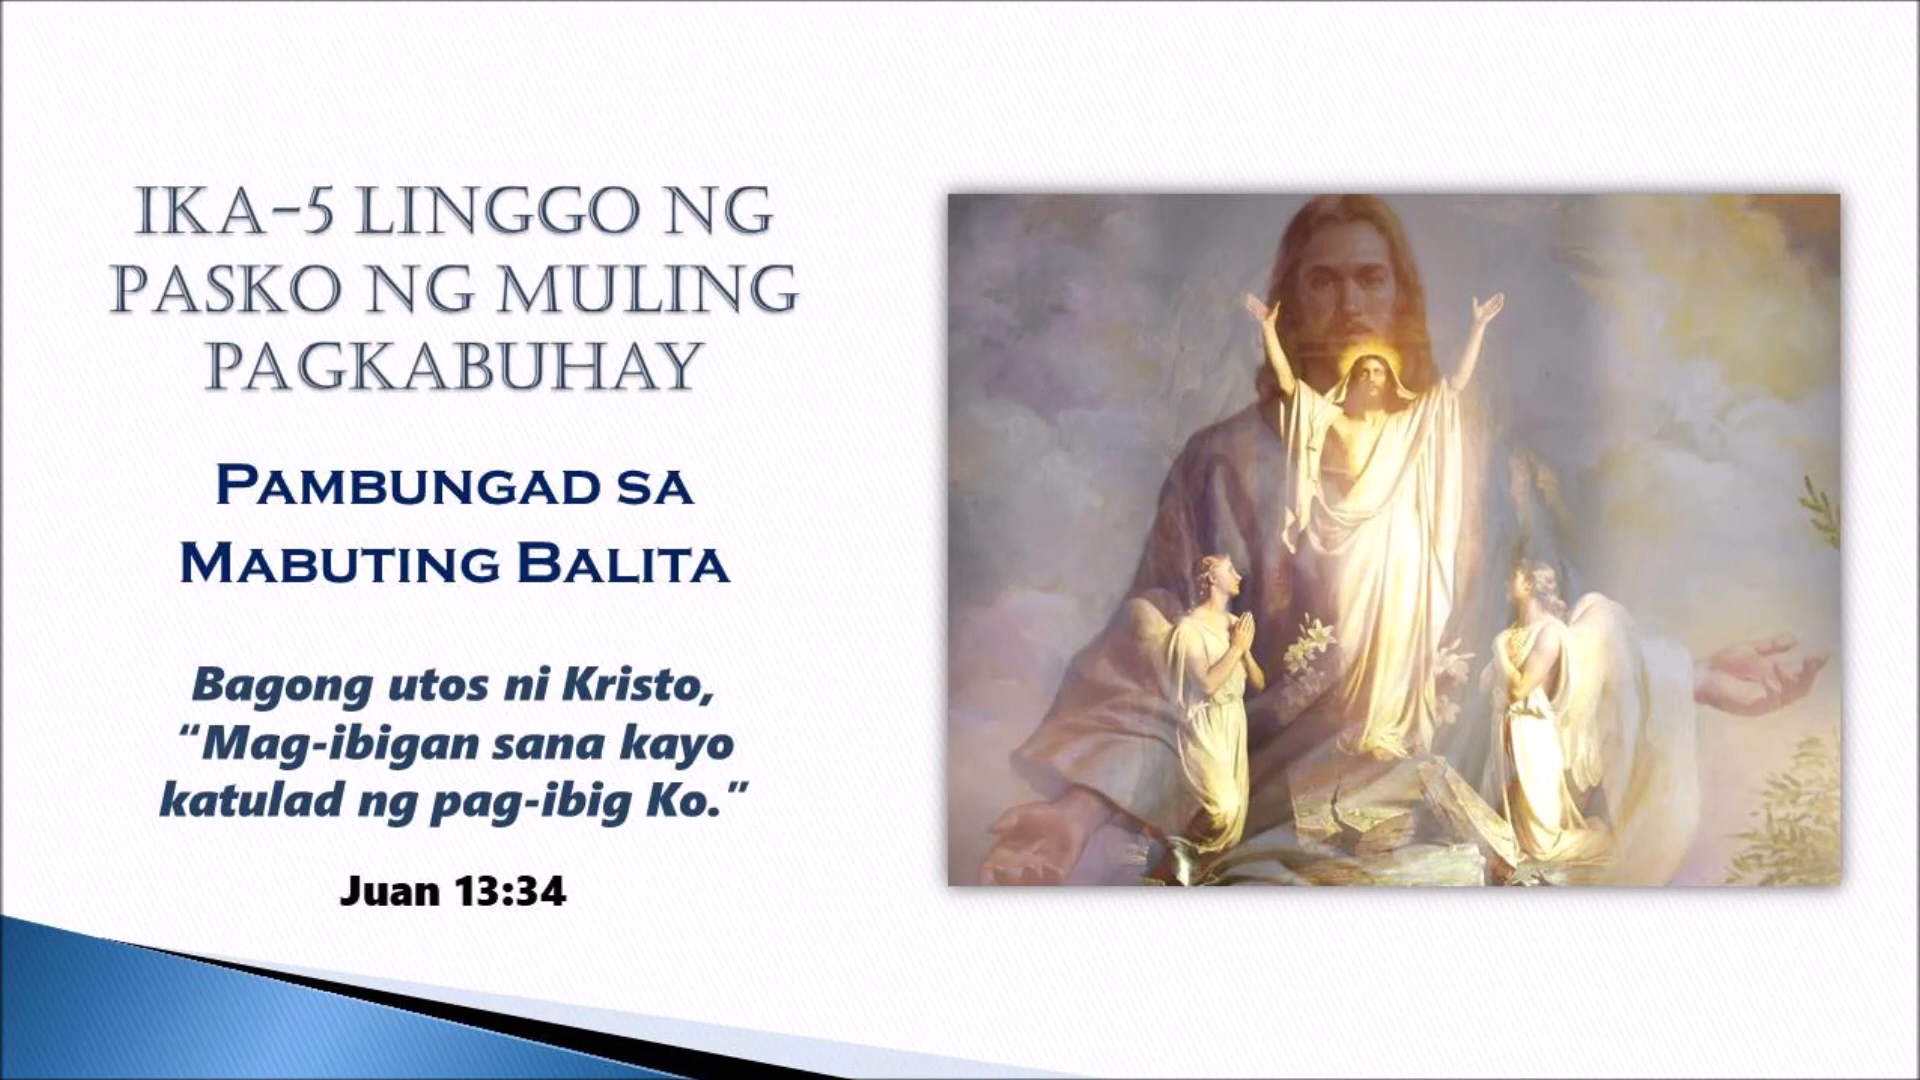 IKA-5 LINGGO NG
PASKO NG MULING
PAGKABUHAY
PAMBUNGAD SA
MABUTING BALITA
Bagong utos ni Kristo,
“Mag-ibigan sana kayo
katulad ng pag-ibig Ko.”
Juan 13:34